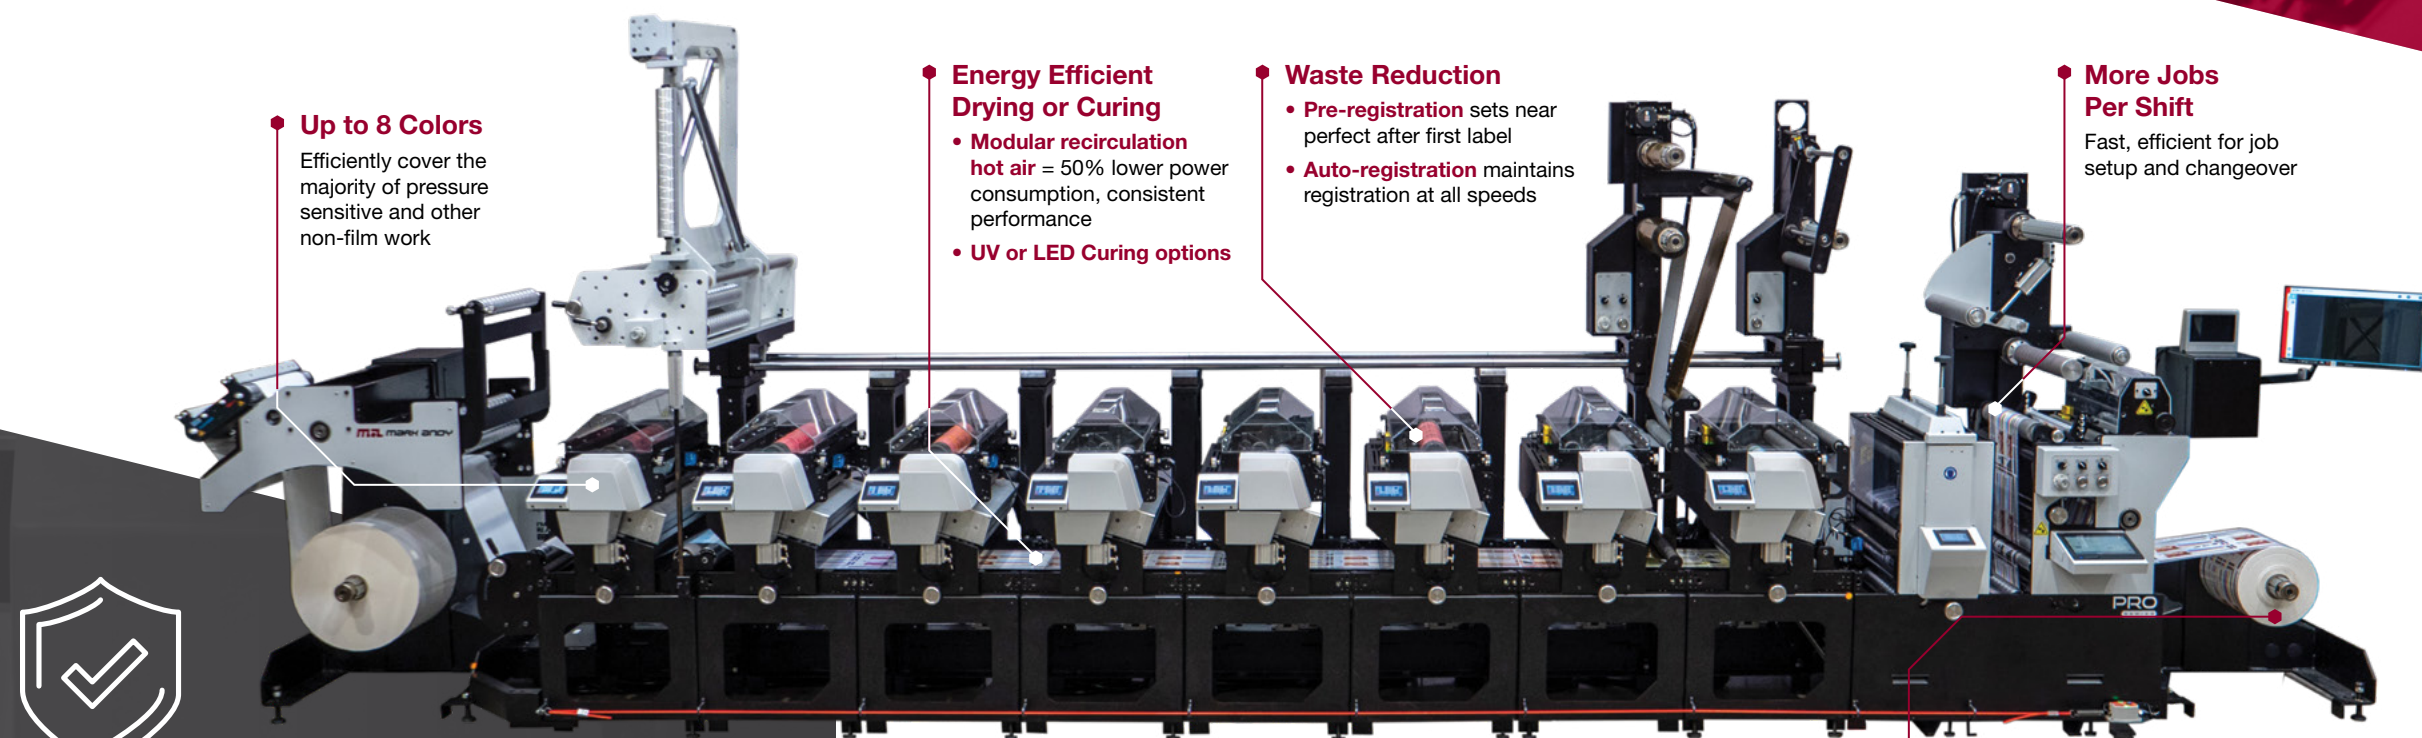 Up to 8 Colors
Efficiently cover the
majority of pressure
sensitive and other
non-film work
Energy Efficient
Drying or Curing
• Modular recirculation
hot air = 50% lower power
consumption, consistent
performance
• UV or LED Curing options
Waste Reduction
• Pre-registration sets near
perfect after first label
• Auto-registration maintains
registration at all speeds
More Jobs
Per Shift
Fast, efficient for job
setup and changeover
mark andy
PRO